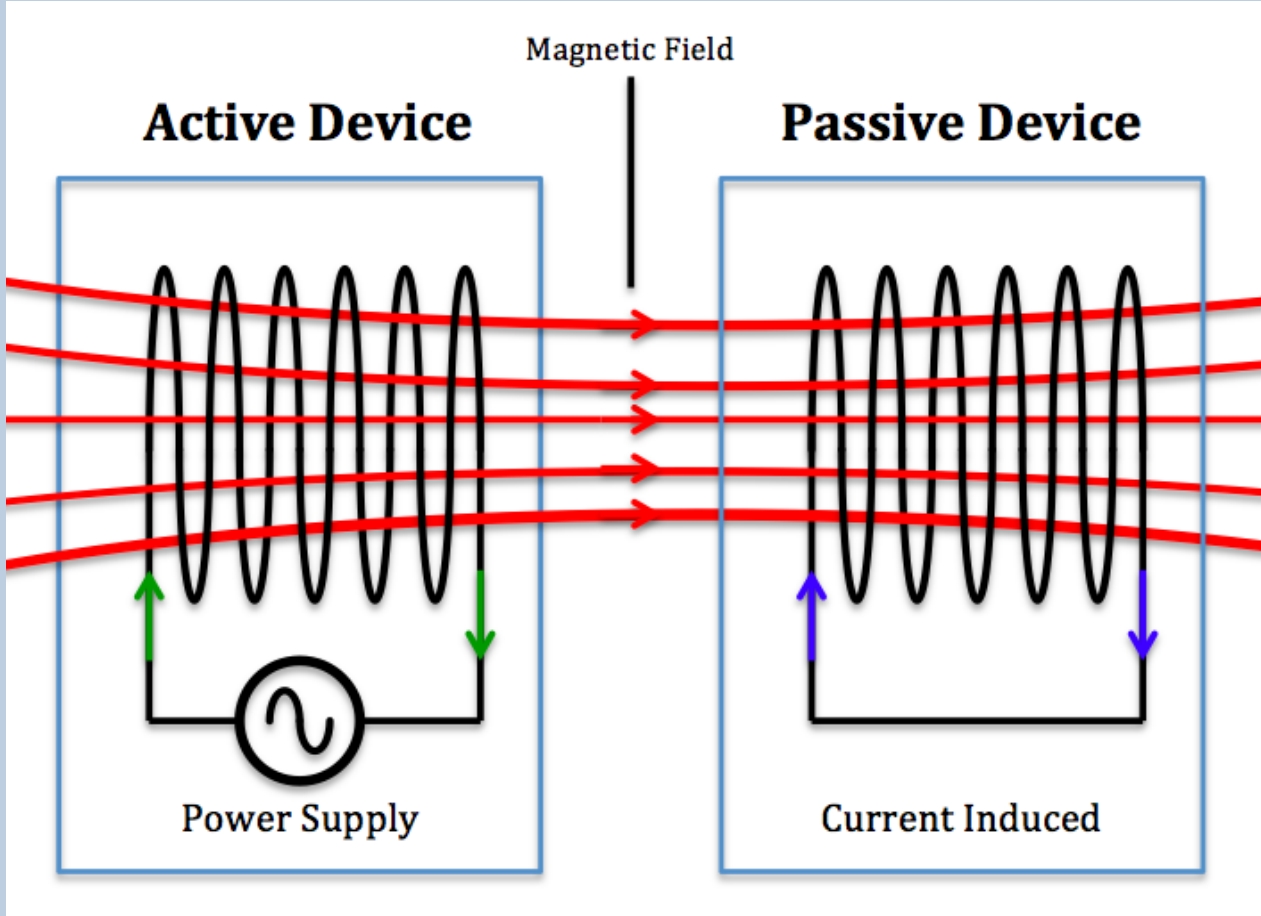 Magnetic Field
Active Device
Passive Device
Power Supply
Current Induced